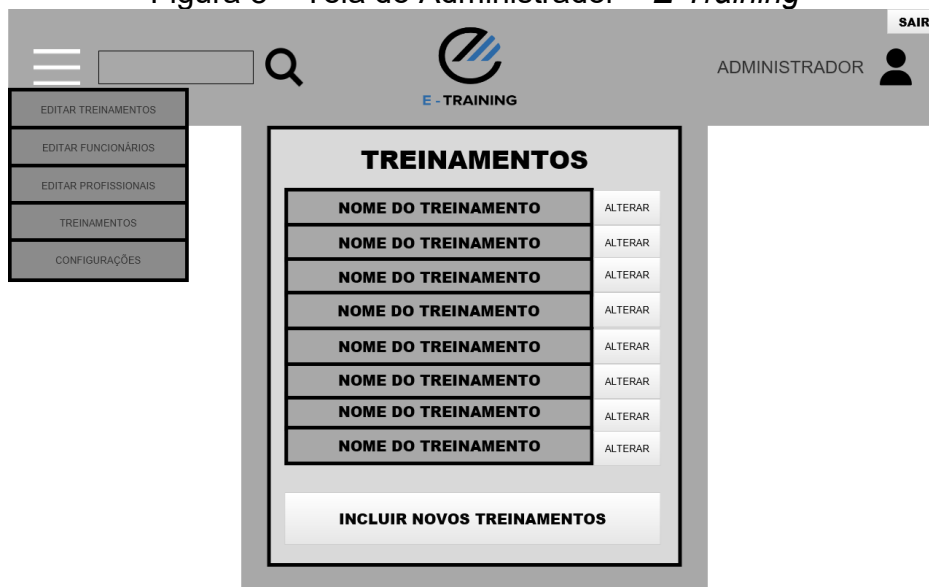 SAIR
ADMINISTRADOR
E - TRAINING
EDITAR TREINAMENTOS
EDITAR FUNCIONÁRIOS
EDITAR PROFISSIONAIS
TREINAMENTOS
CONFIGURAÇÕES
TREINAMENTOS
NOME DO TREINAMENTO ALTERAR
NOME DO TREINAMENTO ALTERAR
NOME DO TREINAMENTO ALTERAR
NOME DO TREINAMENTO ALTERAR
NOME DO TREINAMENTO ALTERAR
NOME DO TREINAMENTO ALTERAR
NOME DO TREINAMENTO ALTERAR
NOME DO TREINAMENTO ALTERAR
INCLUIR NOVOS TREINAMENTOS